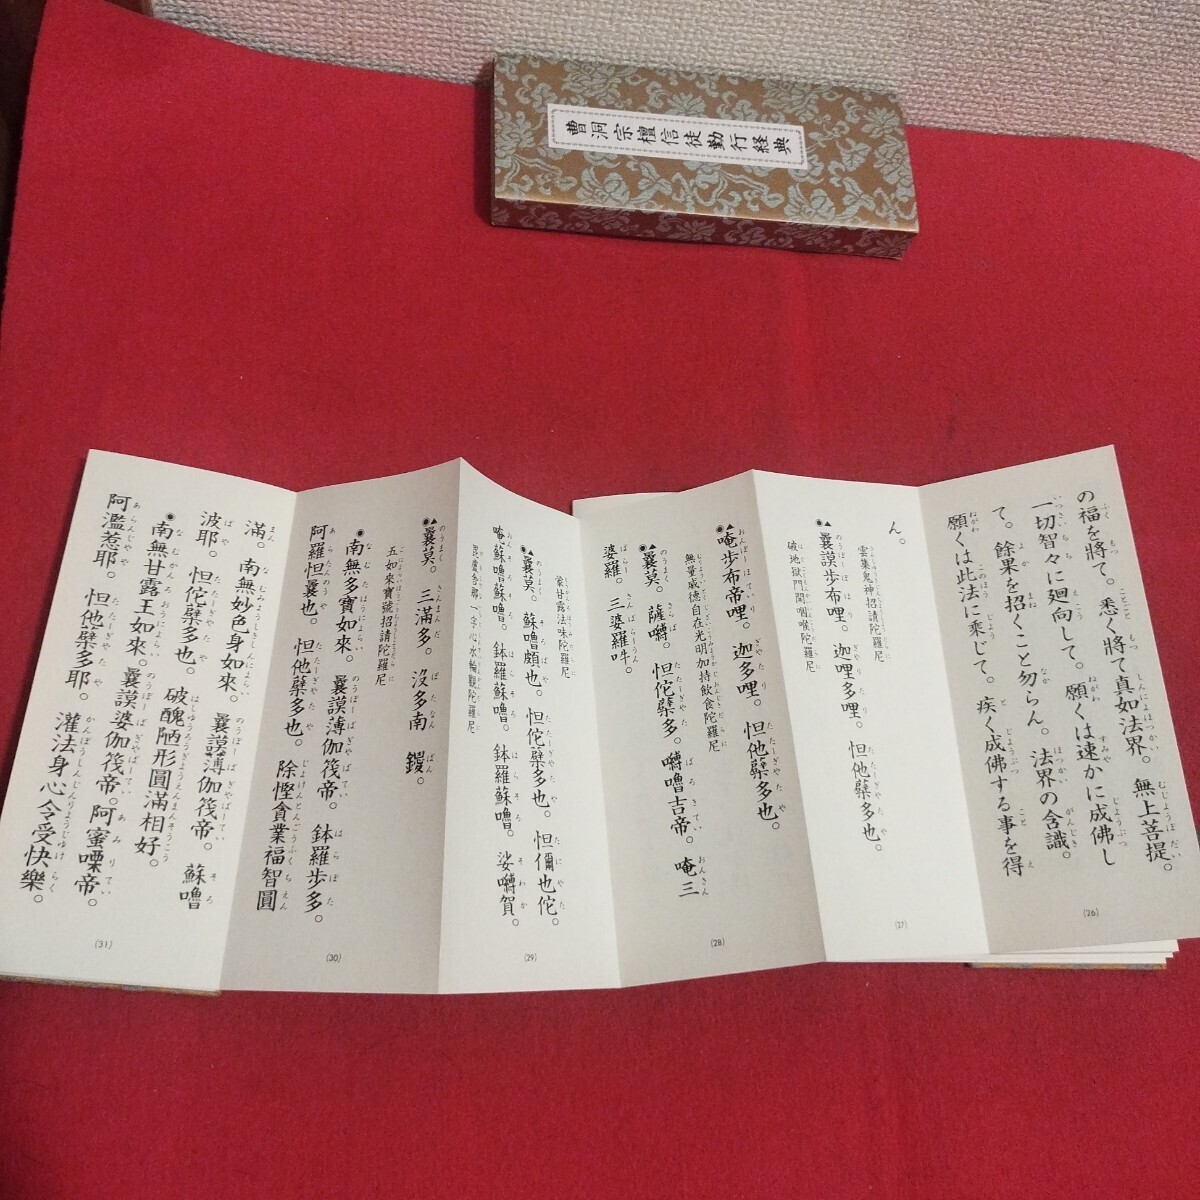 曹洞宗檀信徒勤行経典
の福を將て。悉く將て真如法界。無上菩提。
一切智々に廻向して。願くは速かに成佛し
て。餘果を招くこと勿らん。法界の含識。
願くは此法に乘じて。疾く成佛する事を得
(26)
ん。
雲集鬼神招請陀羅尼
曩謨步布哩。迦哩多哩。怛他蘖多也。
破地獄門開咽喉陀羅尼
(27)
唵步布帝哩。迦多哩。怛他蘖多也。
無量威德自在光明加持飲食陀羅尼
曩莫。薩嚩。怛佗蘖多。嚩嚕吉帝。唵三
婆羅。三婆羅吽。
(28)
蒙甘露法味陀羅尼
曩莫。蘇嚕頗也。怛佗蘖多也。怛儞也佗。
唵蘇嚕蘇嚕。鉢羅蘇嚕。鉢羅蘇嚕。娑嚩賀。
毘盧舍那一字心水輪觀陀羅尼
(29)
曩莫。三滿多。沒多南鑁。
五如來寶號招請陀羅尼
南無多寶如來。曩謨薄伽筏帝。鉢羅步多。
阿羅怛曩也。怛他蘖多也。除慳貪業福智圓
(30)
滿。南無妙色身如來。曩謨薄伽筏帝。蘇嚕
波耶。怛佗蘖多也。破醜陋形圓滿相好。
南無甘露王如來。曩謨婆伽筏帝。阿蜜㗚帝。
阿濫惹耶。怛他蘖多耶。灌法身心令受快樂。
(31)